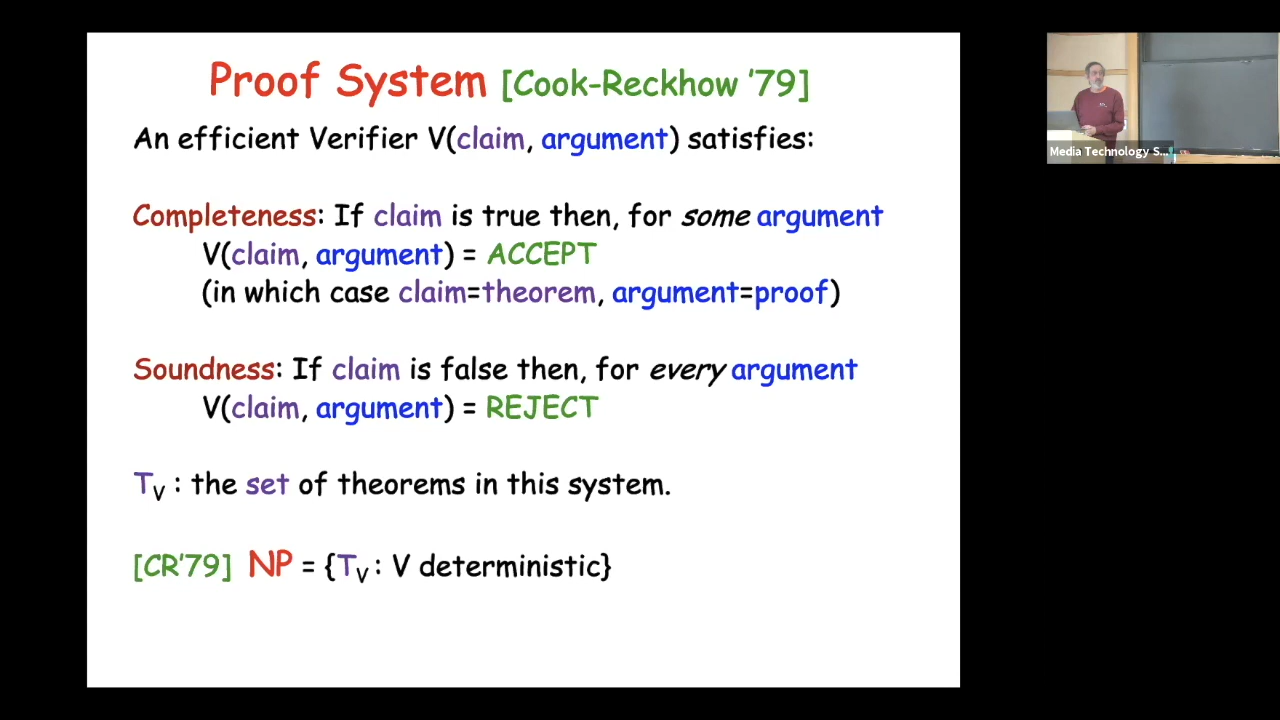 Proof System [Cook-Reckhow '79]
An efficient Verifier V(claim, argument) satisfies:
Completeness: If claim is true then, for some argument
V(claim, argument) = ACCEPT
(in which case claim=theorem, argument=proof)
Soundness: If claim is false then, for every argument
V(claim, argument) = REJECT
TV : the set of theorems in this system.
[CR'79] NP = {TV : V deterministic}
Media Technology S...